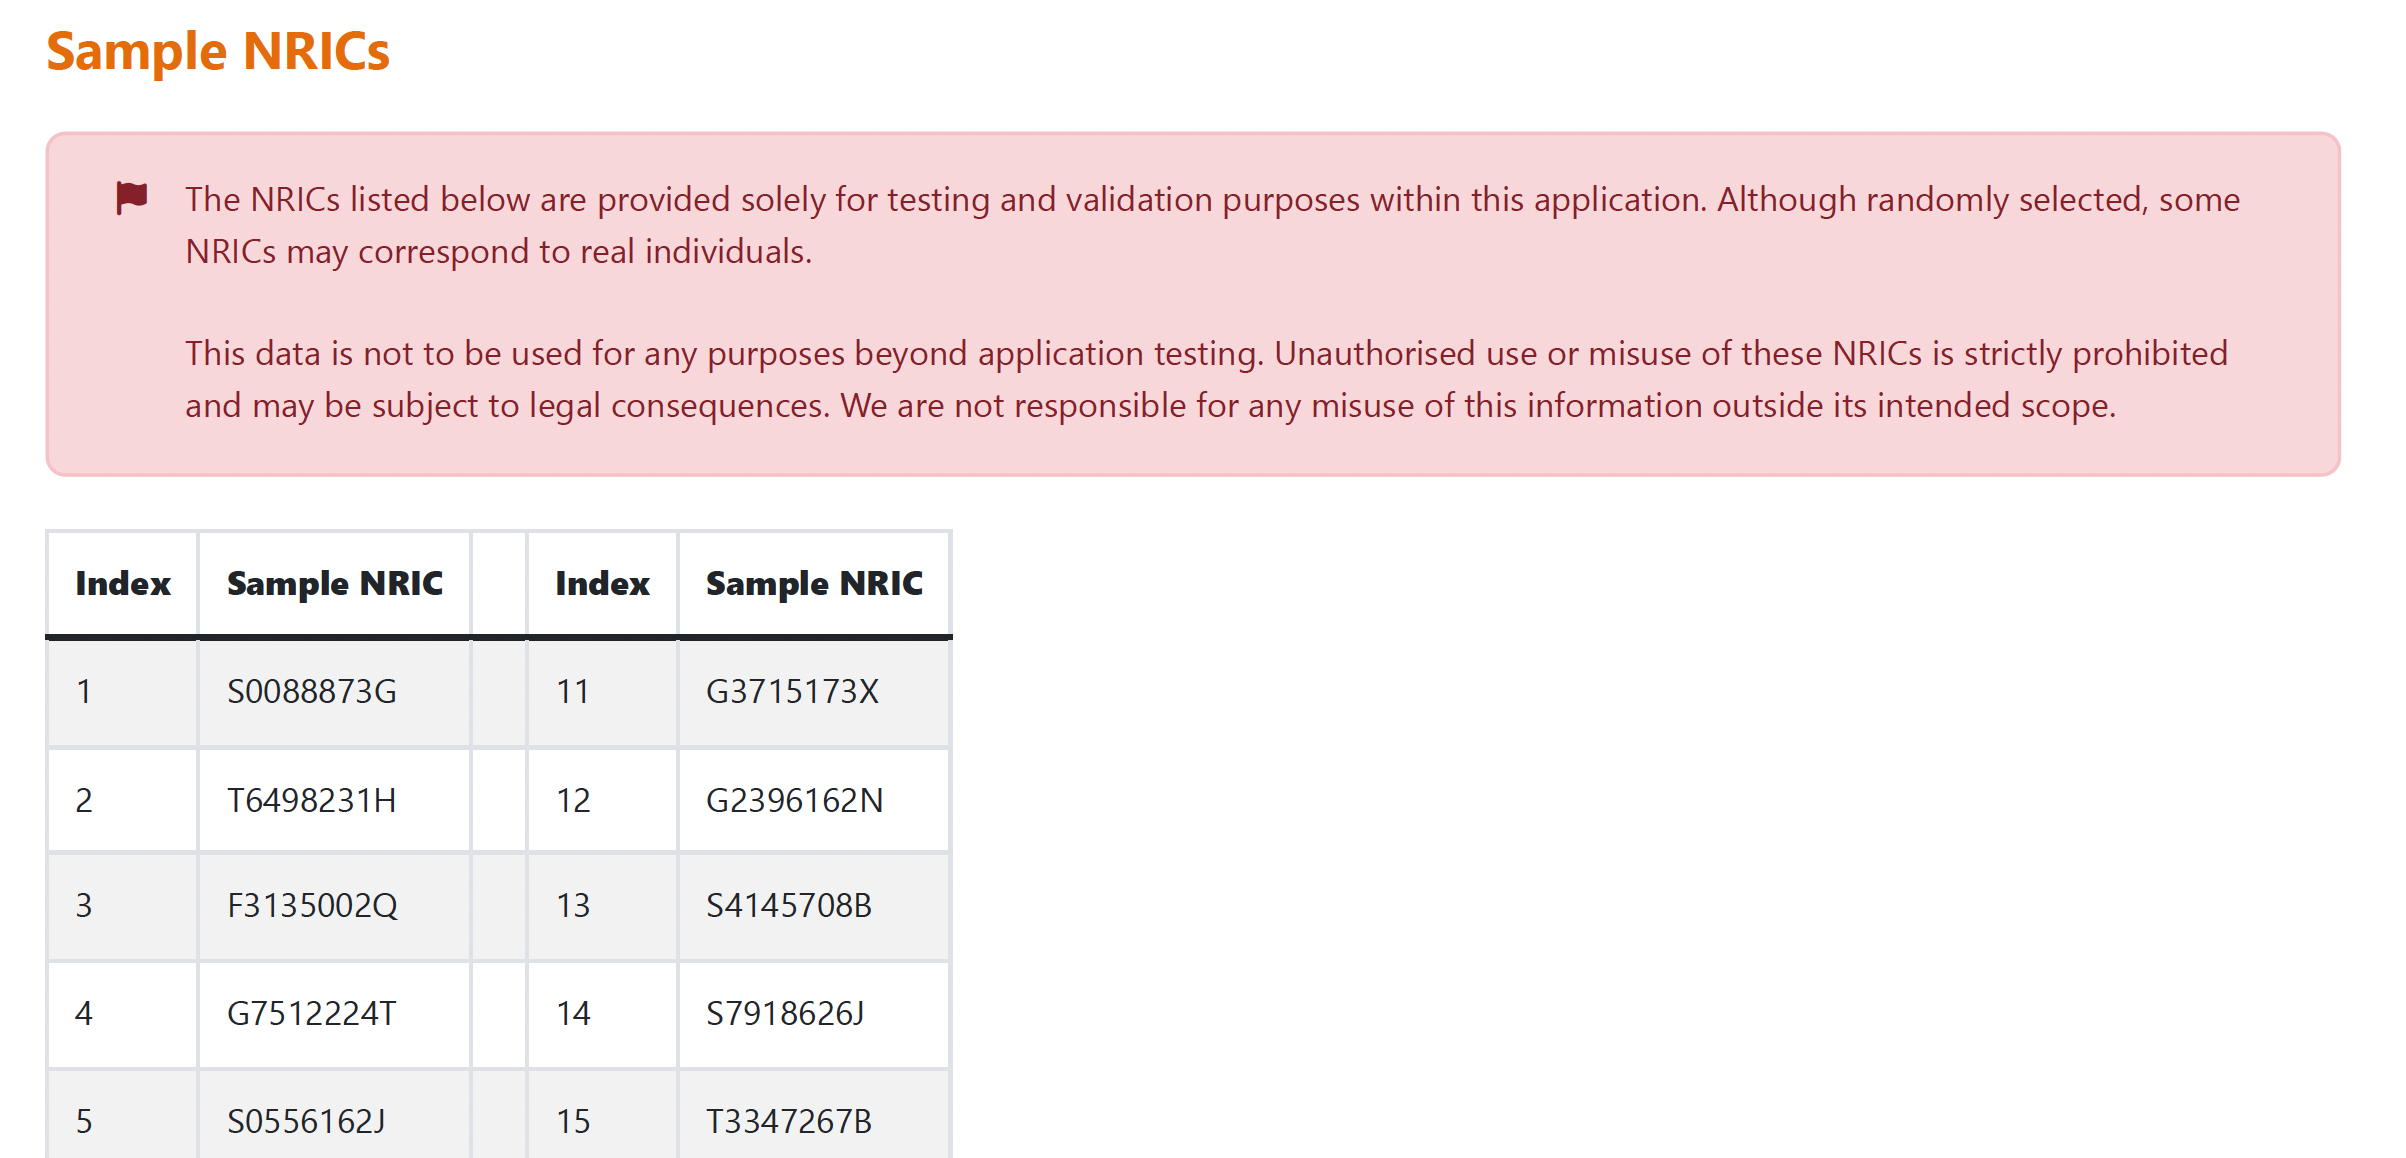 Sample NRICs
The NRICs listed below are provided solely for testing and validation purposes within this application. Although randomly selected, some
NRICs may correspond to real individuals.
This data is not to be used for any purposes beyond application testing. Unauthorised use or misuse of these NRICs is strictly prohibited
and may be subject to legal consequences. We are not responsible for any misuse of this information outside its intended scope.
Index Sample NRIC Index Sample NRIC
1 S0088873G 11 G3715173X
2 T6498231H 12 G2396162N
3 F3135002Q 13 S4145708B
4 G7512224T 14 S7918626J
5 S0556162J 15 T3347267B